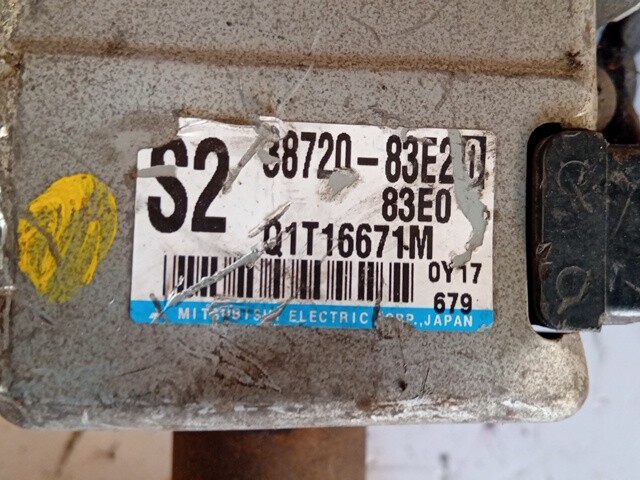 S2
38720-83E20
83E0
Q1T16671M
0Y17
679
MITSUBISHI ELECTRIC CORP., JAPAN